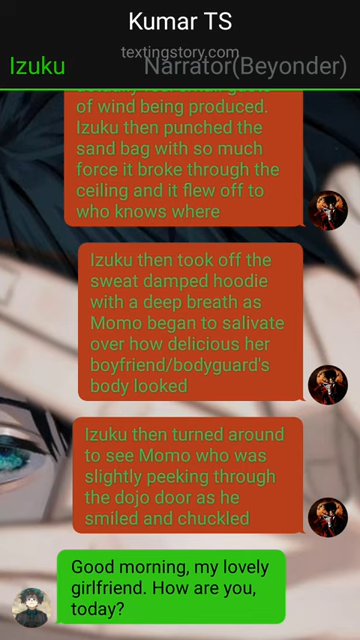 Kumar TS
textingstory.com
Izuku
Narrator(Beyonder)
of wind being produced.
Izuku then punched the
sand bag with so much
force it broke through the
ceiling and it flew off to
who knows where
Izuku then took off the
sweat damped hoodie
with a deep breath as
Momo began to salivate
over how delicious her
boyfriend/bodyguard's
body looked
Izuku then turned around
to see Momo who was
slightly peeking through
the dojo door as he
smiled and chuckled
Good morning, my lovely
girlfriend. How are you,
today?